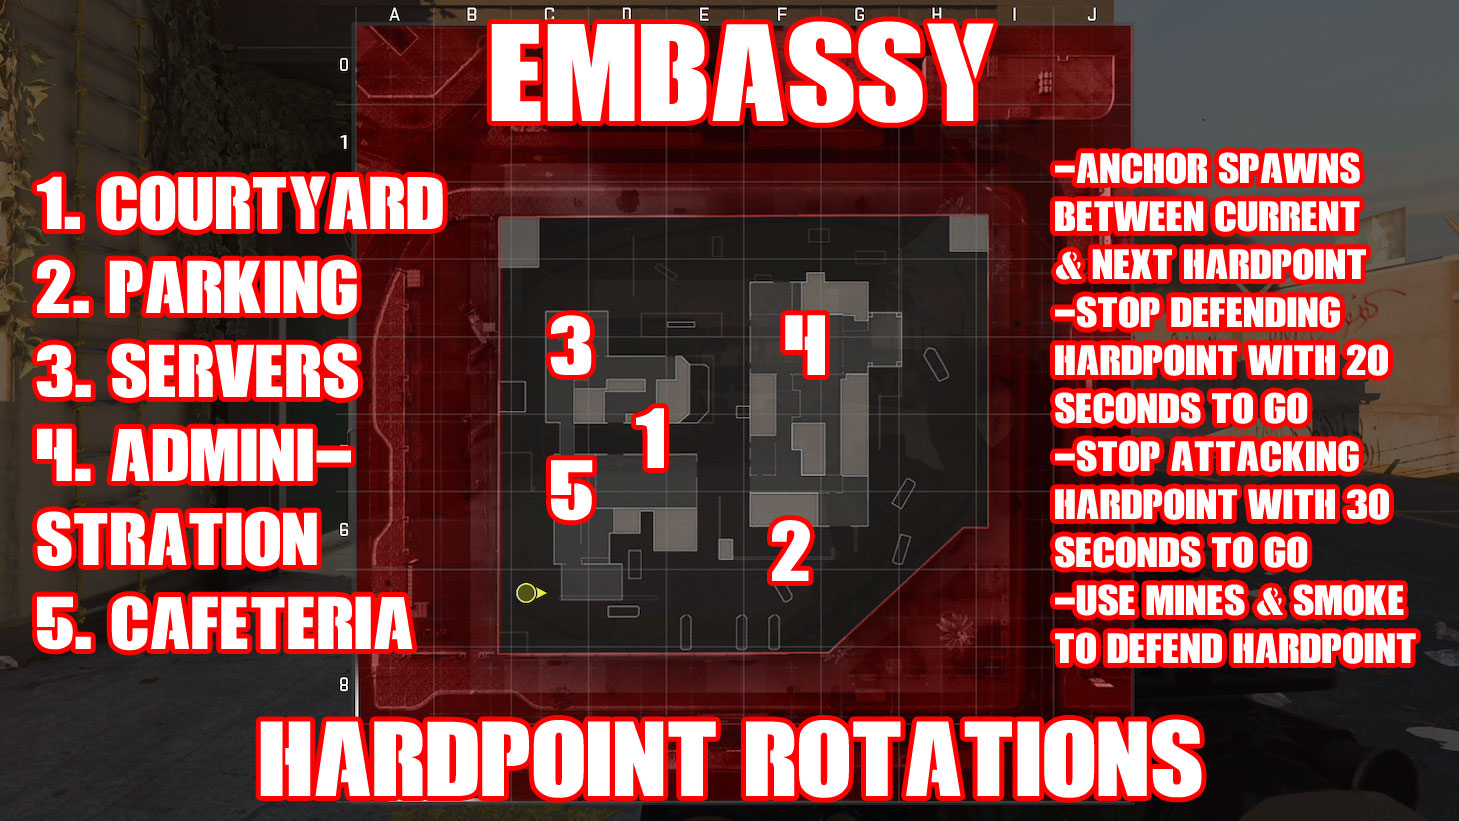 A B C D E F G H I J
EMBASSY
0
1
6
8
1. COURTYARD
2. PARKING
3. SERVERS
4. ADMINI-
STRATION
5. CAFETERIA
3
4
1
5
2
-ANCHOR SPAWNS
BETWEEN CURRENT
& NEXT HARDPOINT
-STOP DEFENDING
HARDPOINT WITH 20
SECONDS TO GO
-STOP ATTACKING
HARDPOINT WITH 30
SECONDS TO GO
-USE MINES & SMOKE
TO DEFEND HARDPOINT
HARDPOINT ROTATIONS